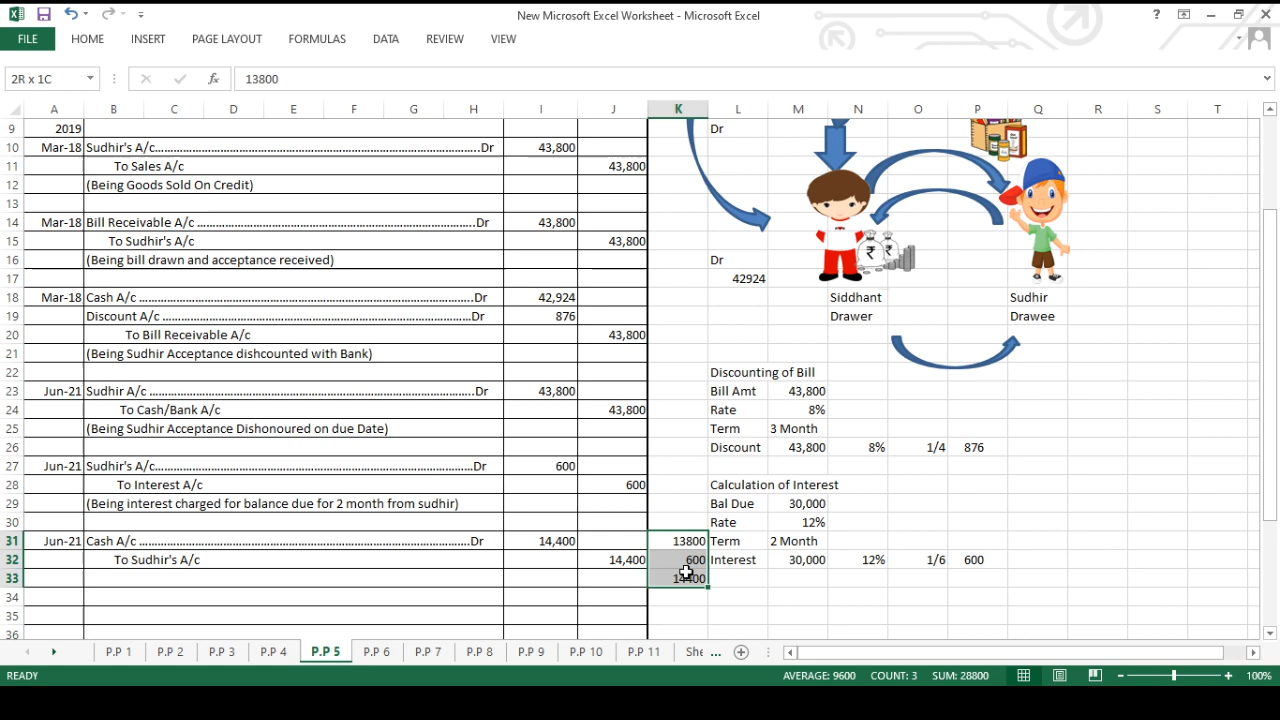 New Microsoft Excel Worksheet - Microsoft Excel
FILE HOME INSERT PAGE LAYOUT FORMULAS DATA REVIEW VIEW
2R x 1C fx 13800
A B C D E F G H I J K L M N O P Q R S T
9 2019 Dr
10 Mar-18 Sudhir's A/c.......................................................................................Dr 43,800
11 To Sales A/c 43,800
12 (Being Goods Sold On Credit)
13
14 Mar-18 Bill Receivable A/c .........................................................................Dr 43,800
15 To Sudhir's A/c 43,800
16 (Being bill drawn and acceptance received) Dr
17 42924
18 Mar-18 Cash A/c .........................................................................................Dr 42,924 Siddhant Sudhir
19 Discount A/c ....................................................................................Dr 876 Drawer Drawee
20 To Bill Receivable A/c 43,800
21 (Being Sudhir Acceptance dishcounted with Bank)
22 Discounting of Bill
23 Jun-21 Sudhir A/c ........................................................................................Dr 43,800 Bill Amt 43,800
24 To Cash/Bank A/c 43,800 Rate 8%
25 (Being Sudhir Acceptance Dishonoured on due Date) Term 3 Month
26 Discount 43,800 8% 1/4 876
27 Jun-21 Sudhir's A/c.....................................................................................Dr 600
28 To Interest A/c 600 Calculation of Interest
29 (Being interest charged for balance due for 2 month from sudhir) Bal Due 30,000
30 Rate 12%
31 Jun-21 Cash A/c .........................................................................................Dr 14,400 13800 Term 2 Month
32 To Sudhir's A/c 14,400 600 Interest 30,000 12% 1/6 600
33 14400
34
35
36
P.P 1 P.P 2 P.P 3 P.P 4 P.P 5 P.P 6 P.P 7 P.P 8 P.P 9 P.P 10 P.P 11 She ...
READY AVERAGE: 9600 COUNT: 3 SUM: 28800 100%